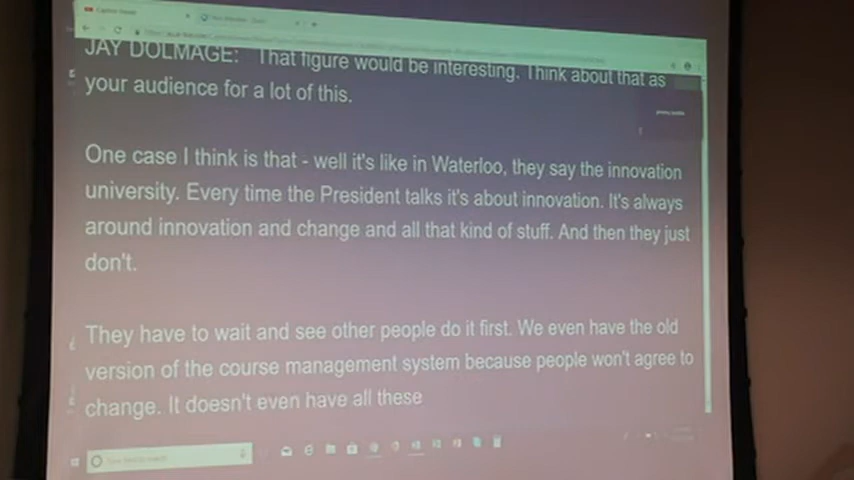 JAY DOLMAGE: That figure would be interesting. Think about that as
your audience for a lot of this.
One case I think is that - well it's like in Waterloo, they say the innovation
university. Every time the President talks it's about innovation. It's always
around innovation and change and all that kind of stuff. And then they just
don't.
They have to wait and see other people do it first. We even have the old
version of the course management system because people won't agree to
change. It doesn't even have all these